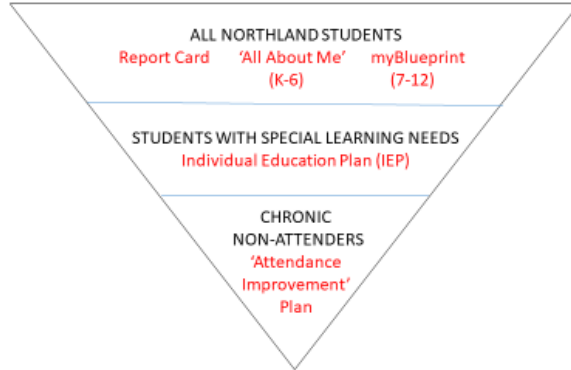 ALL NORTHLAND STUDENTS
Report Card ‘All About Me’ myBlueprint
(K-6) (7-12)
STUDENTS WITH SPECIAL LEARNING NEEDS
Individual Education Plan (IEP)
CHRONIC
NON-ATTENDERS
‘Attendance
Improvement’
Plan